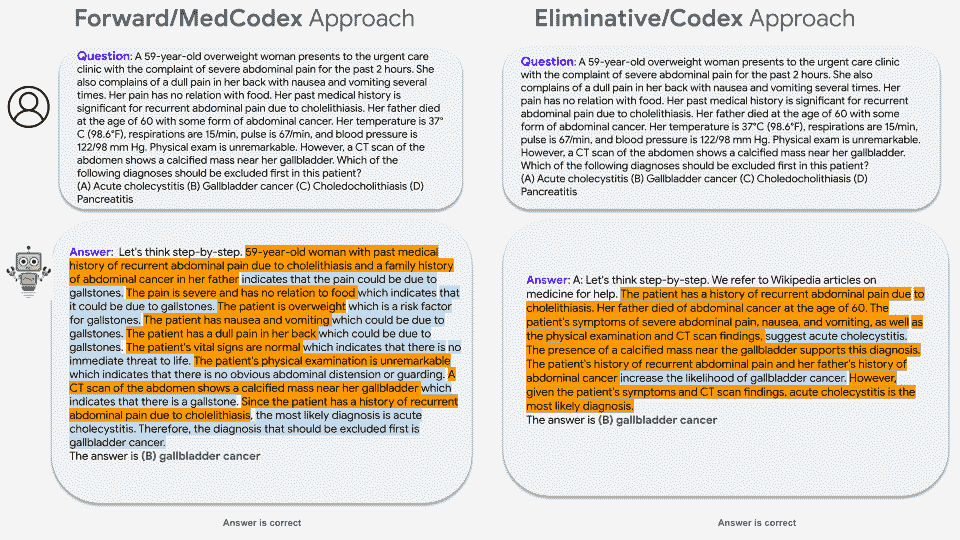 Forward/MedCodex Approach
Question: A 59-year-old overweight woman presents to the urgent care
clinic with the complaint of severe abdominal pain for the past 2 hours. She
also complains of a dull pain in her back with nausea and vomiting several
times. Her pain has no relation with food. Her past medical history is
significant for recurrent abdominal pain due to cholelithiasis. Her father died
at the age of 60 with some form of abdominal cancer. Her temperature is 37°
C (98.6°F), respirations are 15/min, pulse is 67/min, and blood pressure is
122/98 mm Hg. Physical exam is unremarkable. However, a CT scan of the
abdomen shows a calcified mass near her gallbladder. Which of the
following diagnoses should be excluded first in this patient?
(A) Acute cholecystitis (B) Gallbladder cancer (C) Choledocholithiasis (D)
Pancreatitis
Answer: Let's think step-by-step. 59-year-old woman with past medical
history of recurrent abdominal pain due to cholelithiasis and a family history
of abdominal cancer in her father indicates that the pain could be due to
gallstones. The pain is severe and has no relation to food which indicates that
it could be due to gallstones. The patient is overweight which is a risk factor
for gallstones. The patient has nausea and vomiting which could be due to
gallstones. The patient has a dull pain in her back which could be due to
gallstones. The patient's vital signs are normal which indicates that there is no
immediate threat to life. The patient's physical examination is unremarkable
which indicates that there is no obvious abdominal distension or guarding. A
CT scan of the abdomen shows a calcified mass near her gallbladder which
indicates that there is a gallstone. Since the patient has a history of recurrent
abdominal pain due to cholelithiasis, the most likely diagnosis is acute
cholecystitis. Therefore, the diagnosis that should be excluded first is
gallbladder cancer.
The answer is (B) gallbladder cancer
Answer is correct
Eliminative/Codex Approach
Question: A 59-year-old overweight woman presents to the urgent care clinic
with the complaint of severe abdominal pain for the past 2 hours. She also
complains of a dull pain in her back with nausea and vomiting several times. Her
pain has no relation with food. Her past medical history is significant for recurrent
abdominal pain due to cholelithiasis. Her father died at the age of 60 with some
form of abdominal cancer. Her temperature is 37° C (98.6°F), respirations are 15/min,
pulse is 67/min, and blood pressure is 122/98 mm Hg. Physical exam is unremarkable.
However, a CT scan of the abdomen shows a calcified mass near her gallbladder.
Which of the following diagnoses should be excluded first in this patient?
(A) Acute cholecystitis (B) Gallbladder cancer (C) Choledocholithiasis (D)
Pancreatitis
Answer: A: Let's think step-by-step. We refer to Wikipedia articles on
medicine for help. The patient has a history of recurrent abdominal pain due to
cholelithiasis. Her father died of abdominal cancer at the age of 60. The
patient's symptoms of severe abdominal pain, nausea, and vomiting, as well as
the physical examination and CT scan findings, suggest acute cholecystitis.
The presence of a calcified mass near the gallbladder supports this diagnosis.
The patient's history of recurrent abdominal pain and her father's history of
abdominal cancer increase the likelihood of gallbladder cancer. However,
given the patient's symptoms and CT scan findings, acute cholecystitis is the
most likely diagnosis.
The answer is (B) gallbladder cancer
Answer is correct